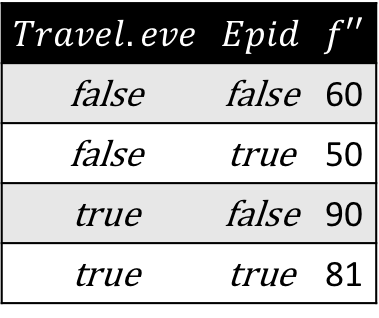 Travel.eve Epid f″
false false 60
false true 50
true false 90
true true 81